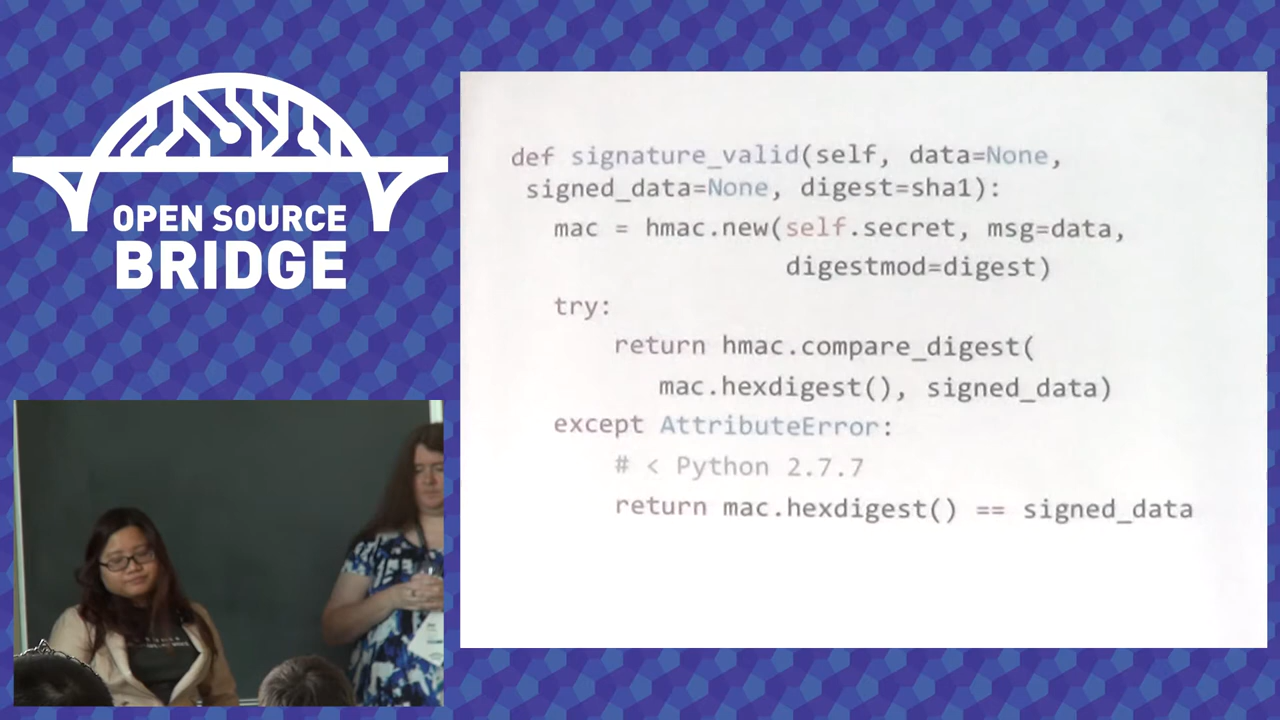 OPEN SOURCE
BRIDGE
def signature_valid(self, data=None,
signed_data=None, digest=sha1):
mac = hmac.new(self.secret, msg=data,
digestmod=digest)
try:
return hmac.compare_digest(
mac.hexdigest(), signed_data)
except AttributeError:
# < Python 2.7.7
return mac.hexdigest() == signed_data